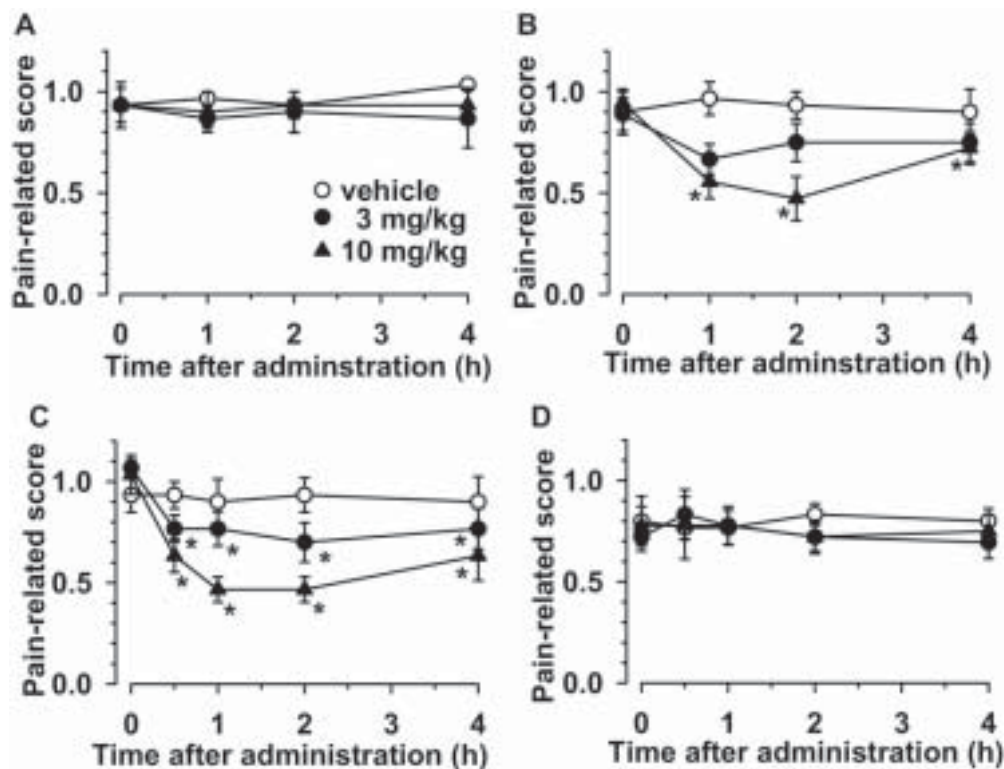 A
Pain-related score
1.0
0.5
0.0
vehicle
3 mg/kg
10 mg/kg
0 1 2 3 4
Time after adminstration (h)
B
Pain-related score
1.0
0.5
0.0
* * *
0 1 2 3 4
Time after adminstration (h)
C
Pain-related score
1.0
0.5
0.0
* * * *
* * * *
0 1 2 3 4
Time after administration (h)
D
Pain-related score
1.0
0.5
0.0
0 1 2 3 4
Time after administration (h)